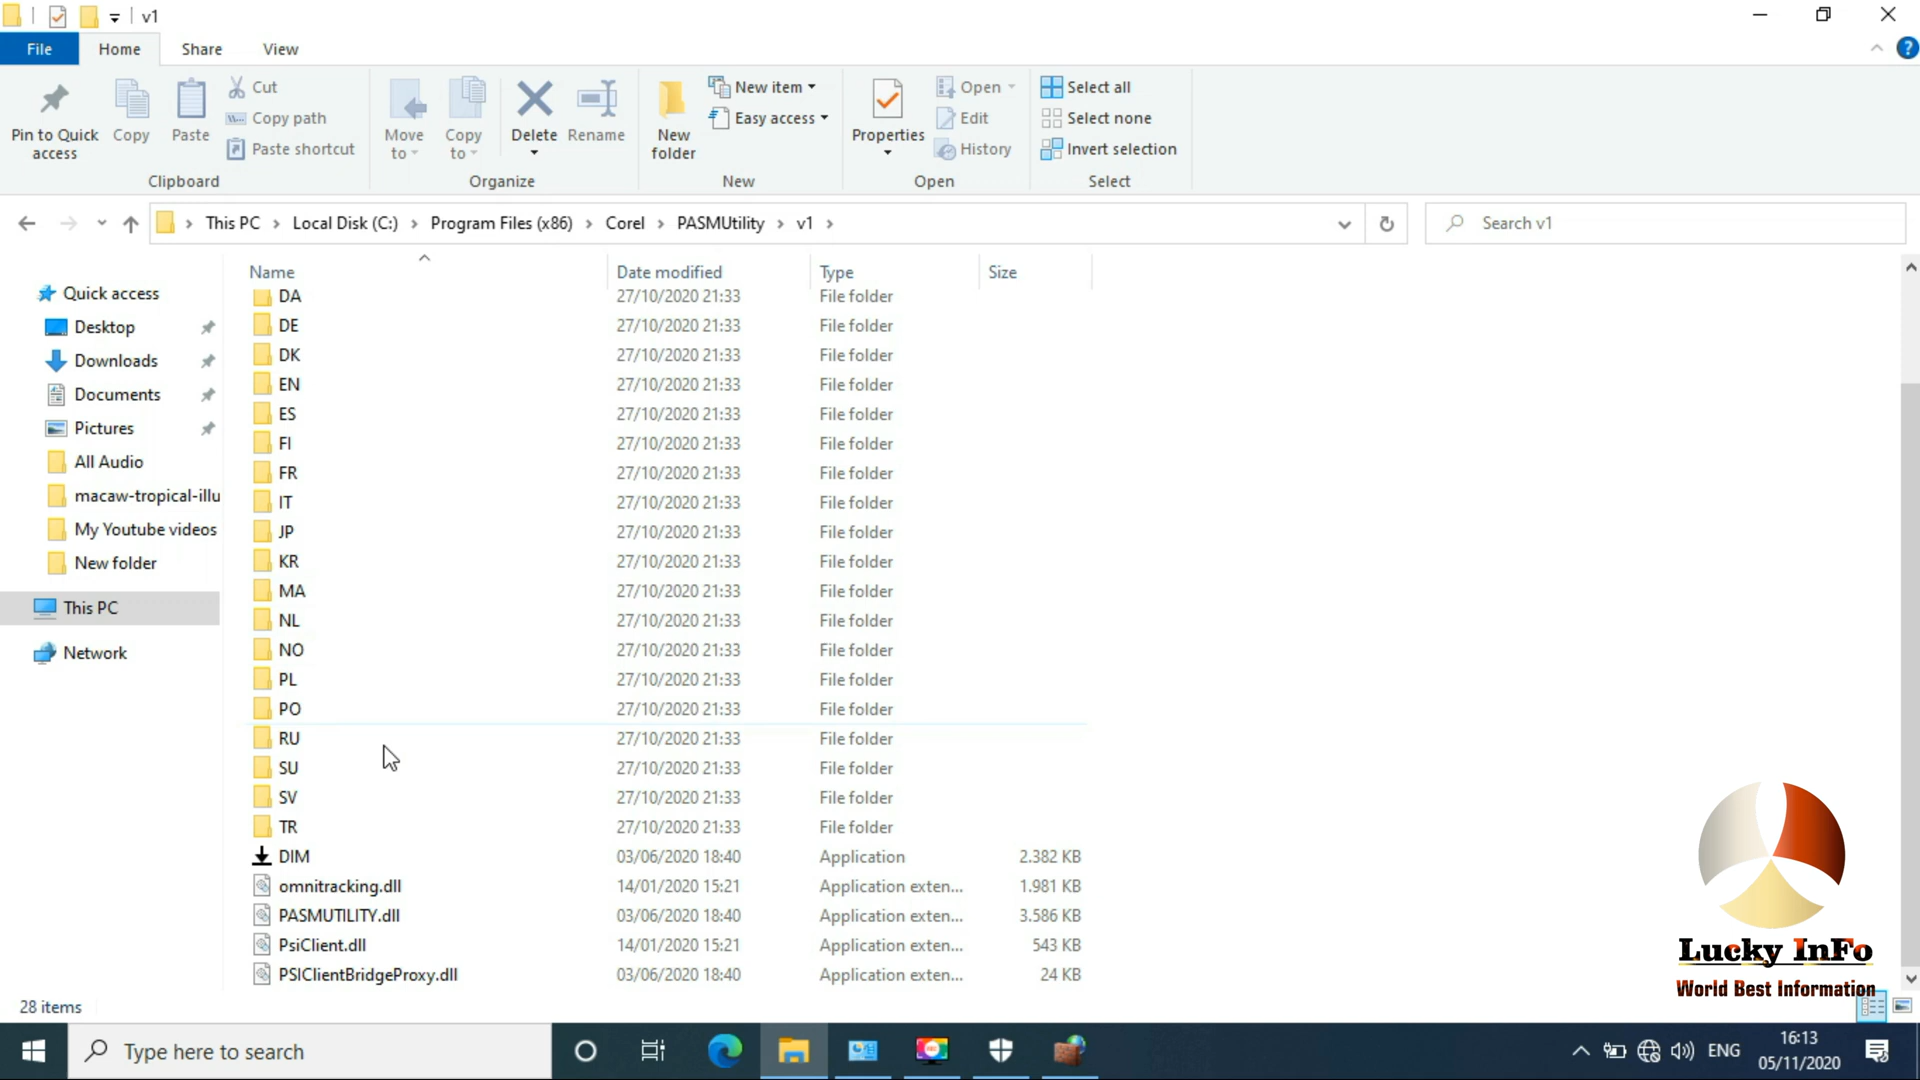 v1
File Home Share View
Pin to Quick access
Copy
Paste
Cut
Copy path
Paste shortcut
Clipboard
Move to
Copy to
Delete
Rename
Organize
New folder
New item
Easy access
New
Properties
Open
Edit
History
Open
Select all
Select none
Invert selection
Select
This PC Local Disk (C:) Program Files (x86) Corel PASMUtility v1
Search v1
Quick access
Desktop
Downloads
Documents
Pictures
All Audio
macaw-tropical-illu
My Youtube videos
New folder
This PC
Network
Name Date modified Type Size
DA 27/10/2020 21:33 File folder
DE 27/10/2020 21:33 File folder
DK 27/10/2020 21:33 File folder
EN 27/10/2020 21:33 File folder
ES 27/10/2020 21:33 File folder
FI 27/10/2020 21:33 File folder
FR 27/10/2020 21:33 File folder
IT 27/10/2020 21:33 File folder
JP 27/10/2020 21:33 File folder
KR 27/10/2020 21:33 File folder
MA 27/10/2020 21:33 File folder
NL 27/10/2020 21:33 File folder
NO 27/10/2020 21:33 File folder
PL 27/10/2020 21:33 File folder
PO 27/10/2020 21:33 File folder
RU 27/10/2020 21:33 File folder
SU 27/10/2020 21:33 File folder
SV 27/10/2020 21:33 File folder
TR 27/10/2020 21:33 File folder
DIM 03/06/2020 18:40 Application 2.382 KB
omnitracking.dll 14/01/2020 15:21 Application exten... 1.981 KB
PASMUTILITY.dll 03/06/2020 18:40 Application exten... 3.586 KB
PsiClient.dll 14/01/2020 15:21 Application exten... 543 KB
PSIClientBridgeProxy.dll 03/06/2020 18:40 Application exten... 24 KB
Lucky InFo
World Best Information
28 items
Type here to search
ENG
16:13
05/11/2020